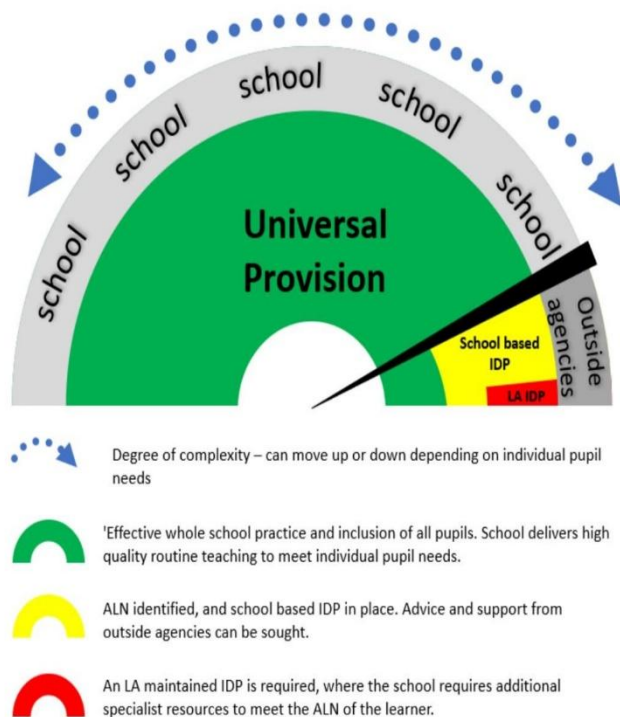 school
school
school
school
school
Universal
Provision
Outside
agencies
School based
IDP
LA IDP
Degree of complexity – can move up or down depending on individual pupil
needs
'Effective whole school practice and inclusion of all pupils. School delivers high
quality routine teaching to meet individual pupil needs.
ALN identified, and school based IDP in place. Advice and support from
outside agencies can be sought.
An LA maintained IDP is required, where the school requires additional
specialist resources to meet the ALN of the learner.